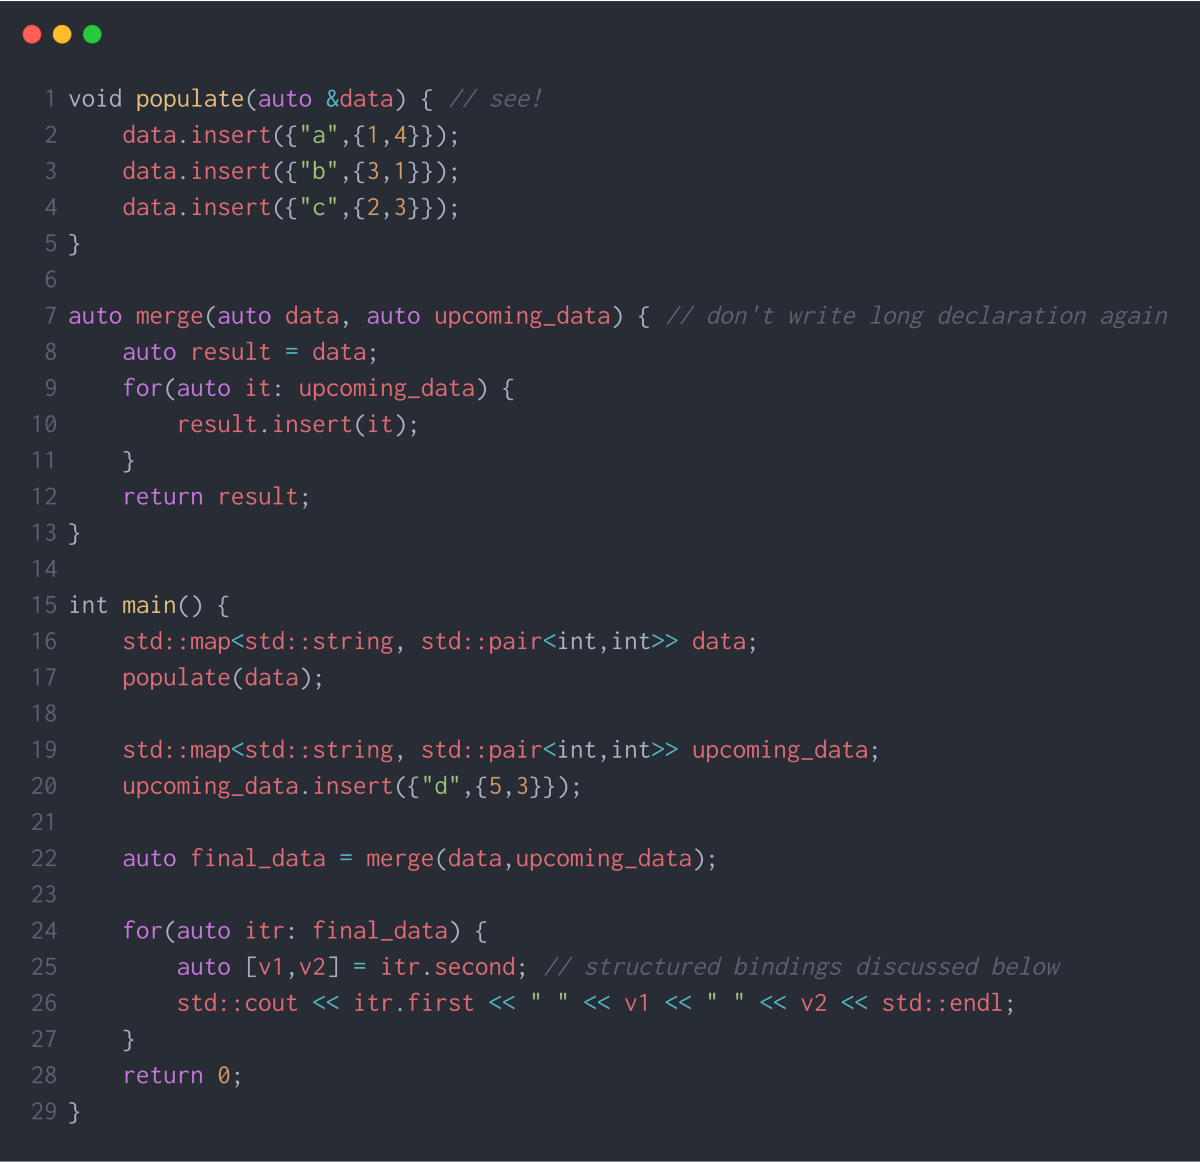 1 void populate(auto &data) { // see!
2     data.insert({"a",{1,4}});
3     data.insert({"b",{3,1}});
4     data.insert({"c",{2,3}});
5 }
6
7 auto merge(auto data, auto upcoming_data) { // don't write long declaration again
8     auto result = data;
9     for(auto it: upcoming_data) {
10         result.insert(it);
11     }
12     return result;
13 }
14
15 int main() {
16     std::map<std::string, std::pair<int,int>> data;
17     populate(data);
18
19     std::map<std::string, std::pair<int,int>> upcoming_data;
20     upcoming_data.insert({"d",{5,3}});
21
22     auto final_data = merge(data,upcoming_data);
23
24     for(auto itr: final_data) {
25         auto [v1,v2] = itr.second; // structured bindings discussed below
26         std::cout << itr.first << " " << v1 << " " << v2 << std::endl;
27     }
28     return 0;
29 }